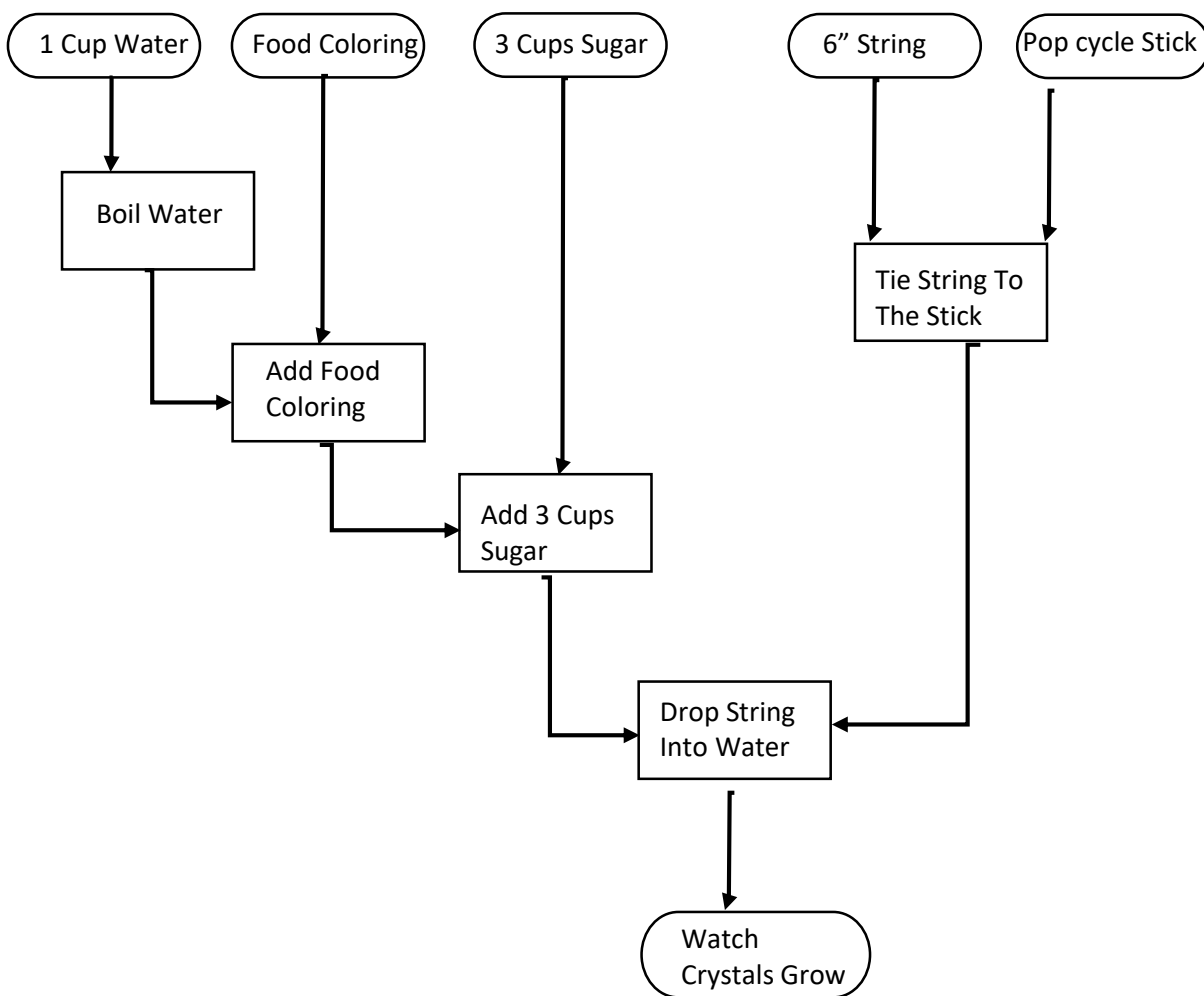 1 Cup Water
Food Coloring
3 Cups Sugar
6” String
Pop cycle Stick
Boil Water
Tie String To
The Stick
Add Food
Coloring
Add 3 Cups
Sugar
Drop String
Into Water
Watch
Crystals Grow